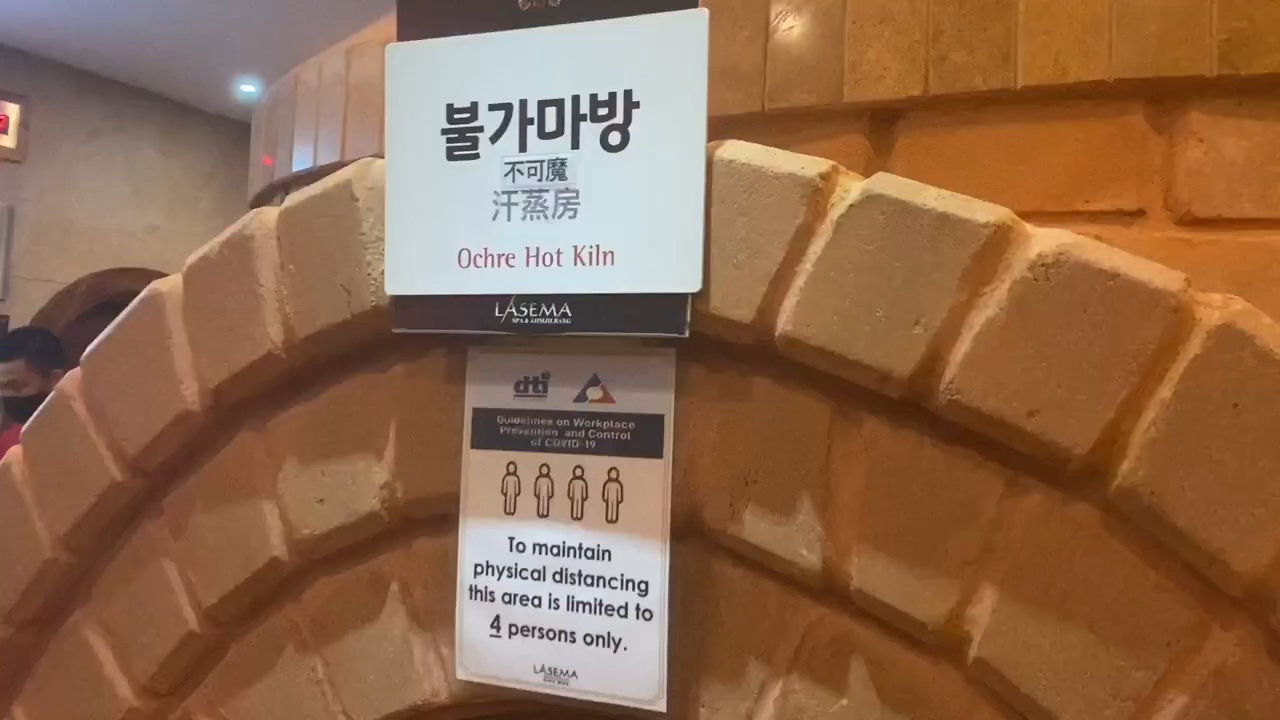 불가마방
不可魔
汗蒸房
Ochre Hot Kiln
LASEMA
SPA & JJIMJILBANG
dti
Guidelines on Workplace
Prevention and Control
of COVID-19
To maintain
physical distancing
this area is limited to
4 persons only.
LASEMA